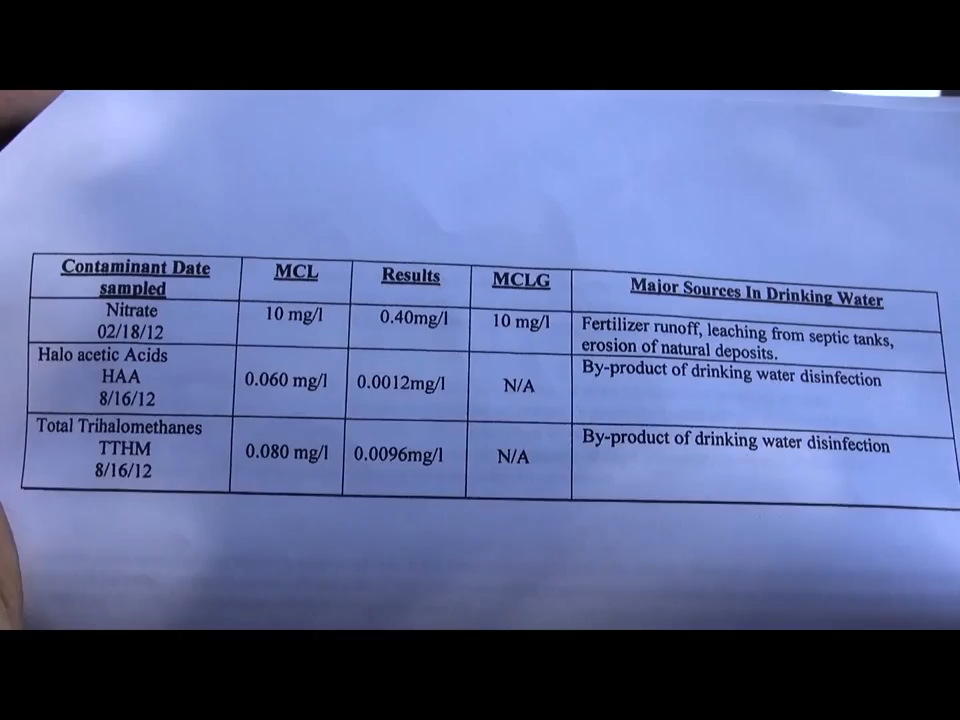 Contaminant Date sampled MCL Results MCLG Major Sources In Drinking Water
Nitrate 02/18/12 10 mg/l 0.40mg/l 10 mg/l Fertilizer runoff, leaching from septic tanks, erosion of natural deposits.
Halo acetic Acids HAA 8/16/12 0.060 mg/l 0.0012mg/l N/A By-product of drinking water disinfection
Total Trihalomethanes TTHM 8/16/12 0.080 mg/l 0.0096mg/l N/A By-product of drinking water disinfection